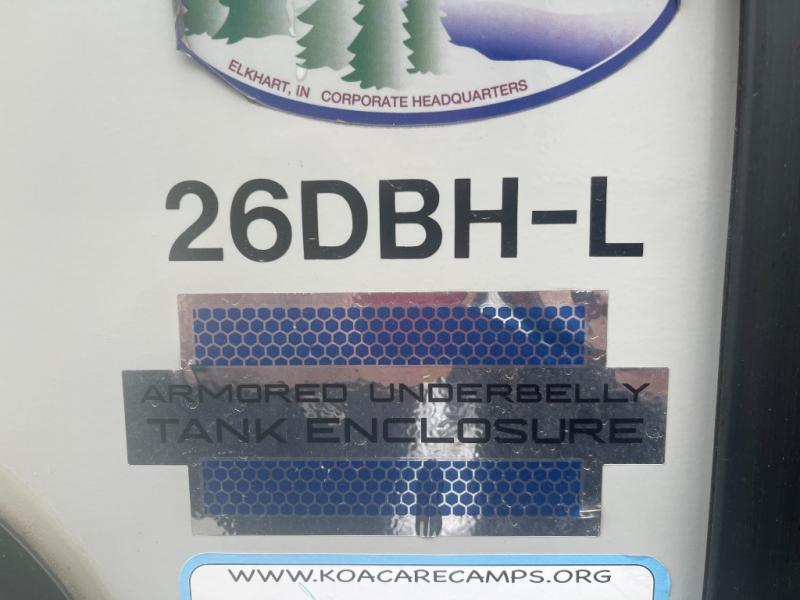 ELKHART, IN CORPORATE HEADQUARTERS
26DBH-L
ARMORED UNDERBELLY
TANK ENCLOSURE
WWW.KOACARECAMPS.ORG